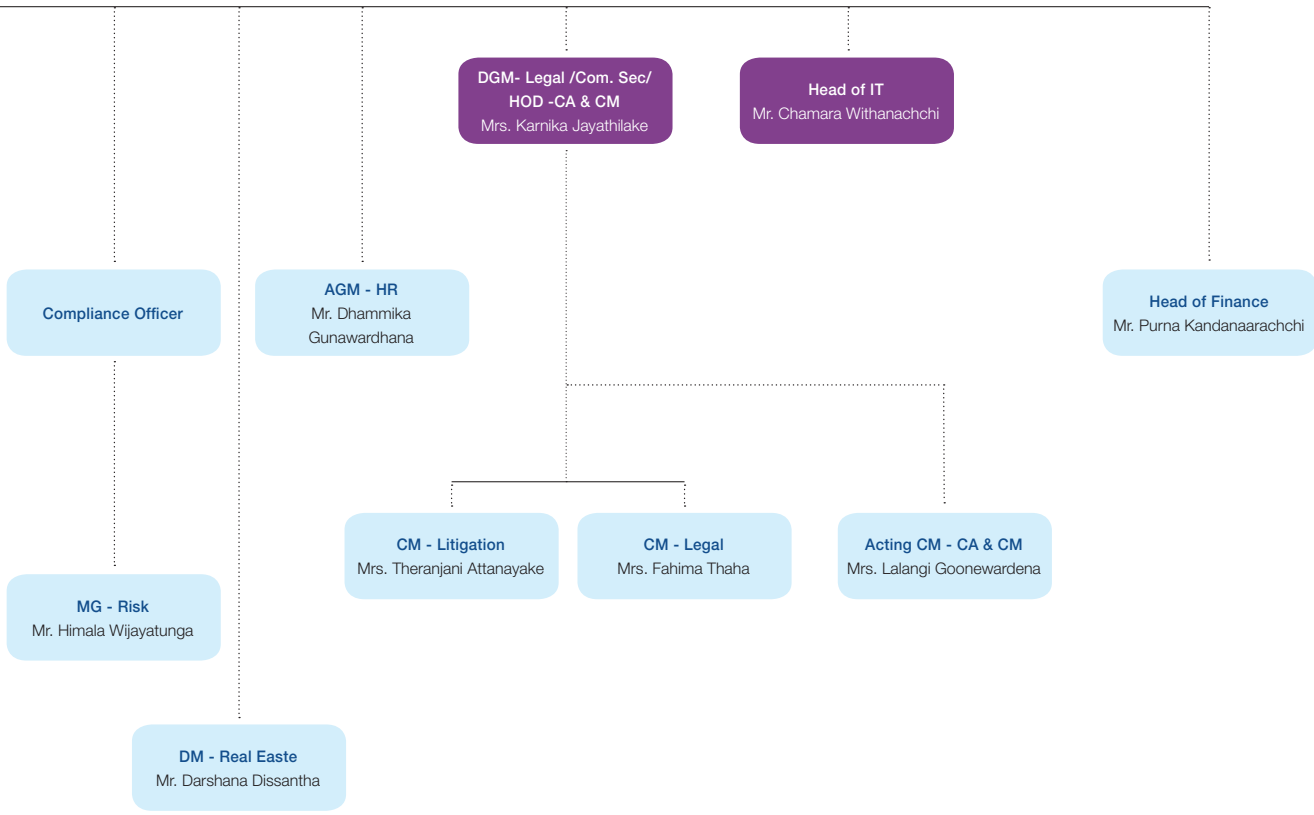 DGM- Legal /Com. Sec/
HOD -CA & CM
Mrs. Karnika Jayathilake
Head of IT
Mr. Chamara Withanachchi
Compliance Officer
AGM - HR
Mr. Dhammika
Gunawardhana
Head of Finance
Mr. Purna Kandanaarachchi
CM - Litigation
Mrs. Theranjani Attanayake
CM - Legal
Mrs. Fahima Thaha
Acting CM - CA & CM
Mrs. Lalangi Goonewardena
MG - Risk
Mr. Himala Wijayatunga
DM - Real Easte
Mr. Darshana Dissantha